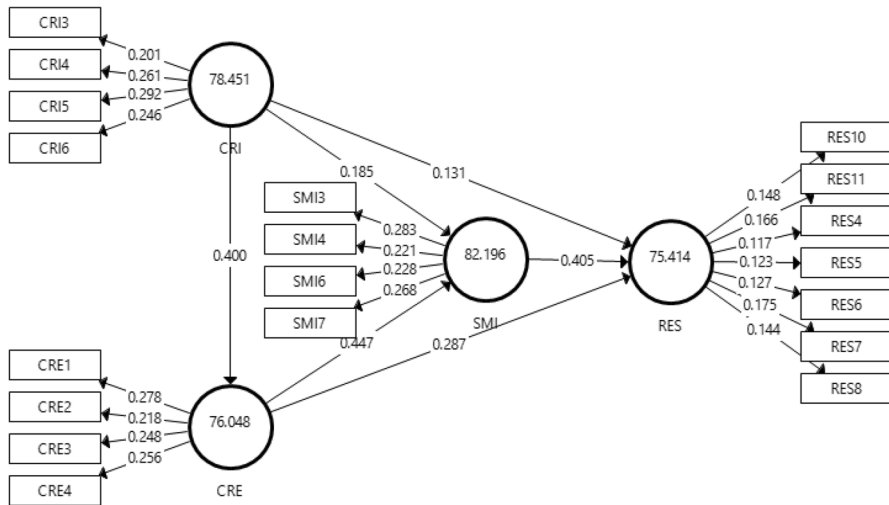 CRI3
CRI4
CRI5
CRI6
0.201
0.261
0.292
0.246
78.451
CRI
0.185
0.131
0.400
SMI3
SMI4
SMI6
SMI7
0.283
0.221
0.228
0.268
82.196
SMI
0.405
0.447
0.287
75.414
RES
0.148
0.166
0.117
0.123
0.127
0.175
0.144
RES10
RES11
RES4
RES5
RES6
RES7
RES8
CRE1
CRE2
CRE3
CRE4
0.278
0.218
0.248
0.256
76.048
CRE